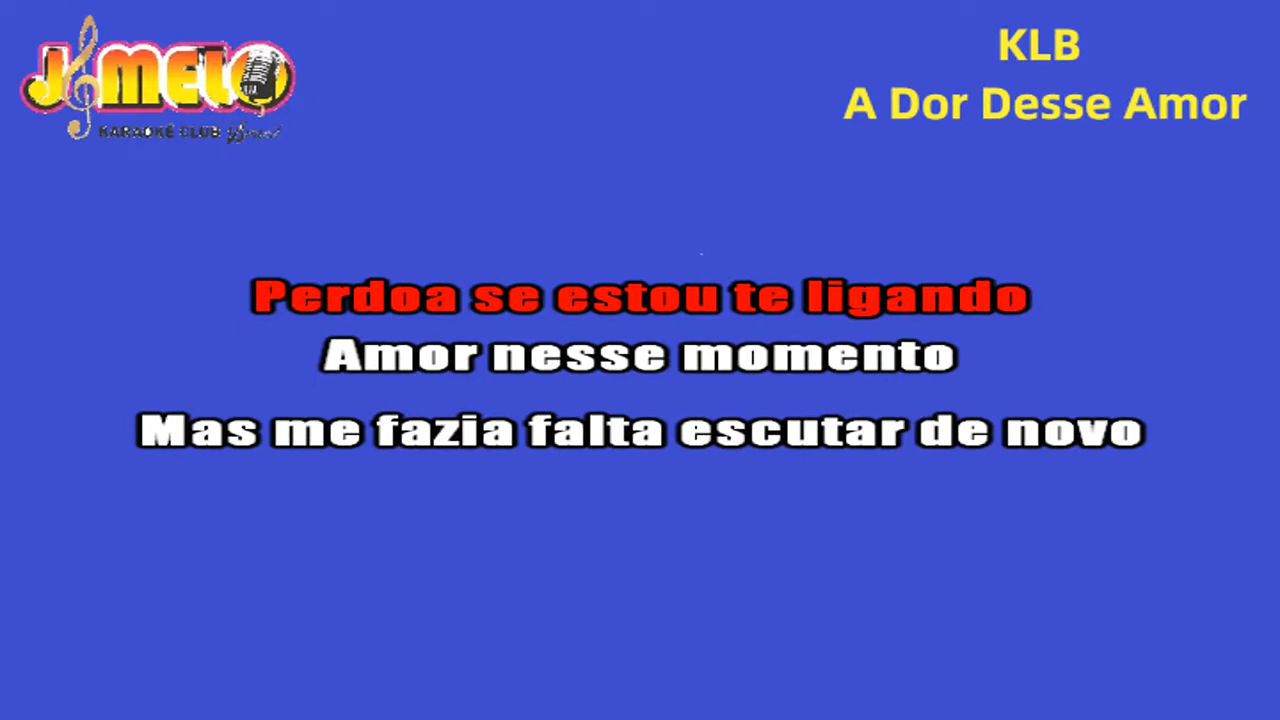 J MELO
KARAOKÊ CLUB Brasil
KLB
A Dor Desse Amor
Perdoa se estou te ligando
Amor nesse momento
Mas me fazia falta escutar de novo